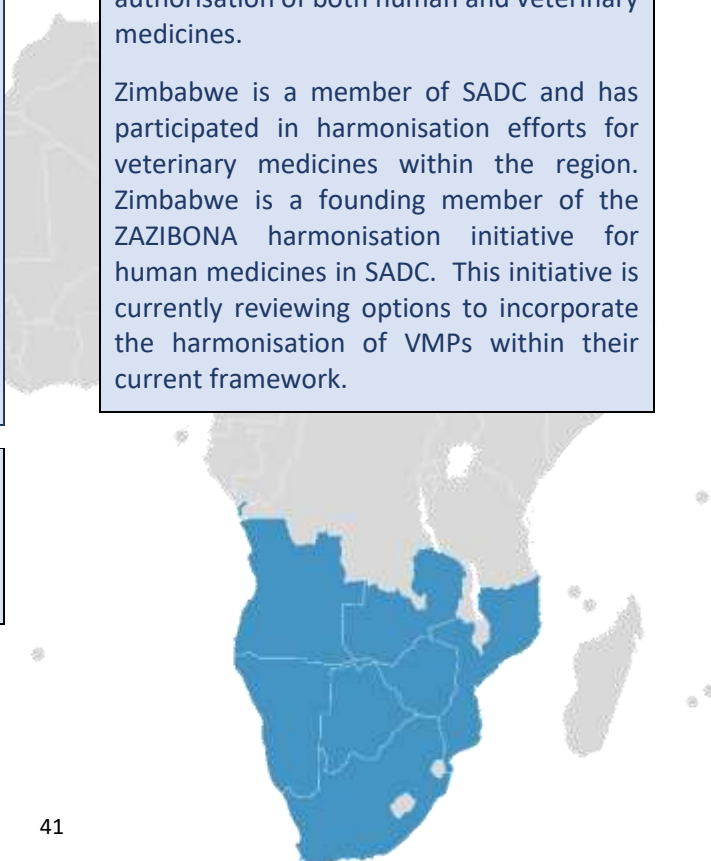 authorisation of both human and veterinary
medicines.
Zimbabwe is a member of SADC and has
participated in harmonisation efforts for
veterinary medicines within the region.
Zimbabwe is a founding member of the
ZAZIBONA harmonisation initiative for
human medicines in SADC. This initiative is
currently reviewing options to incorporate
the harmonisation of VMPs within their
current framework.
41